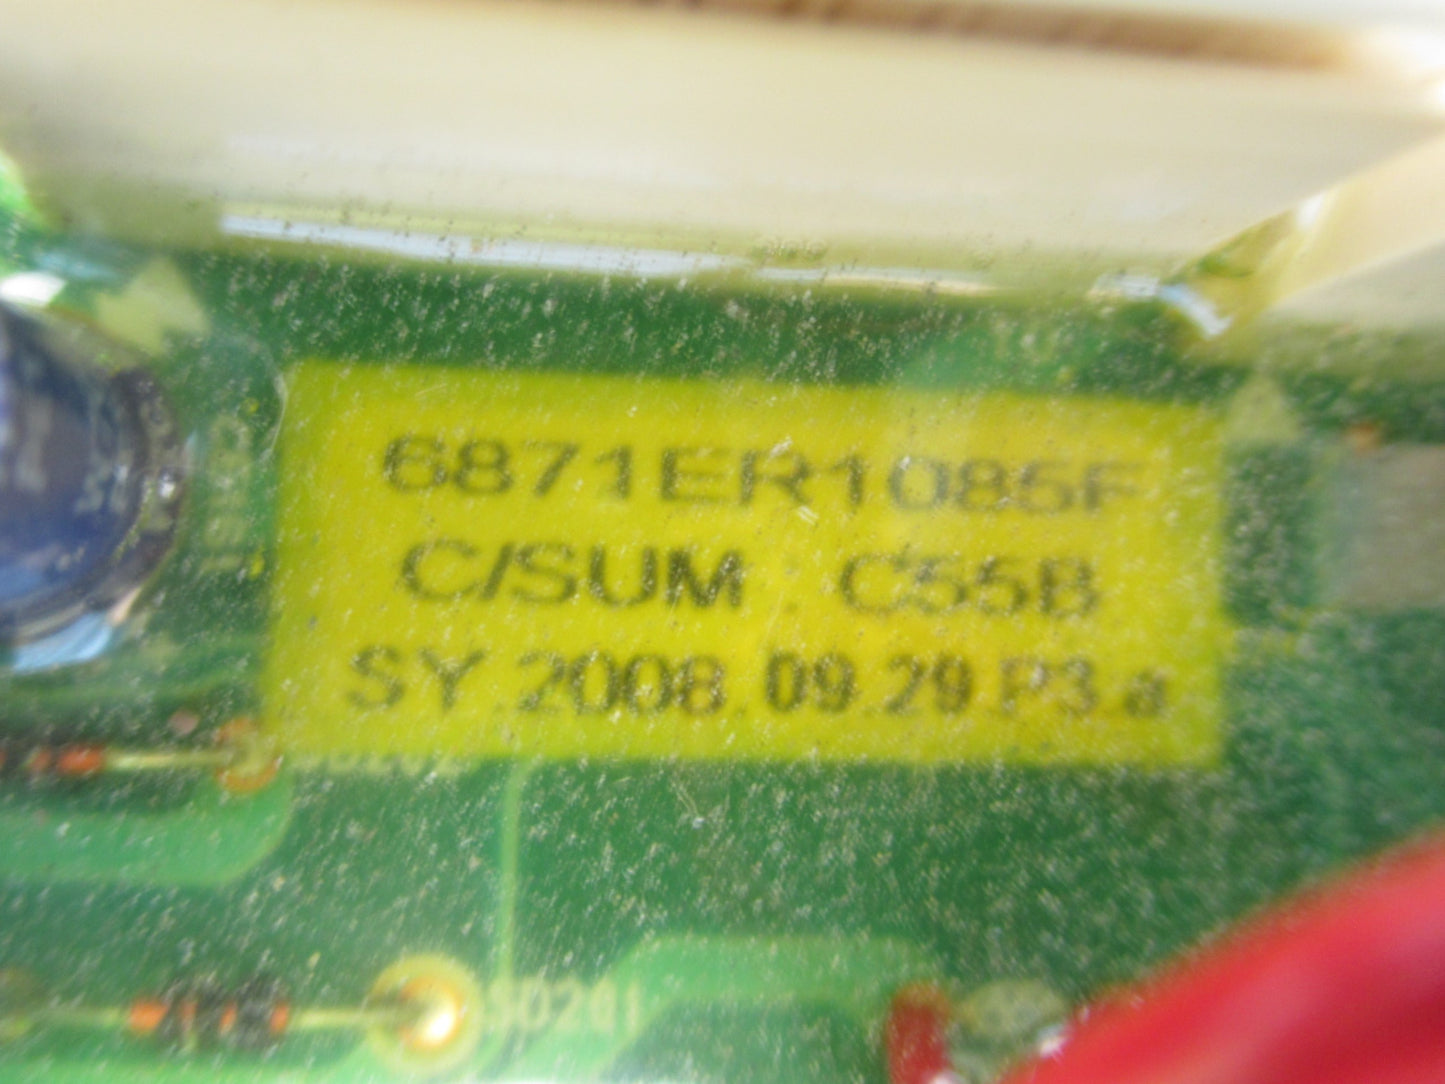 6871ER1085F
C/SUM : C55B
SY.2008.09.29 P3.a